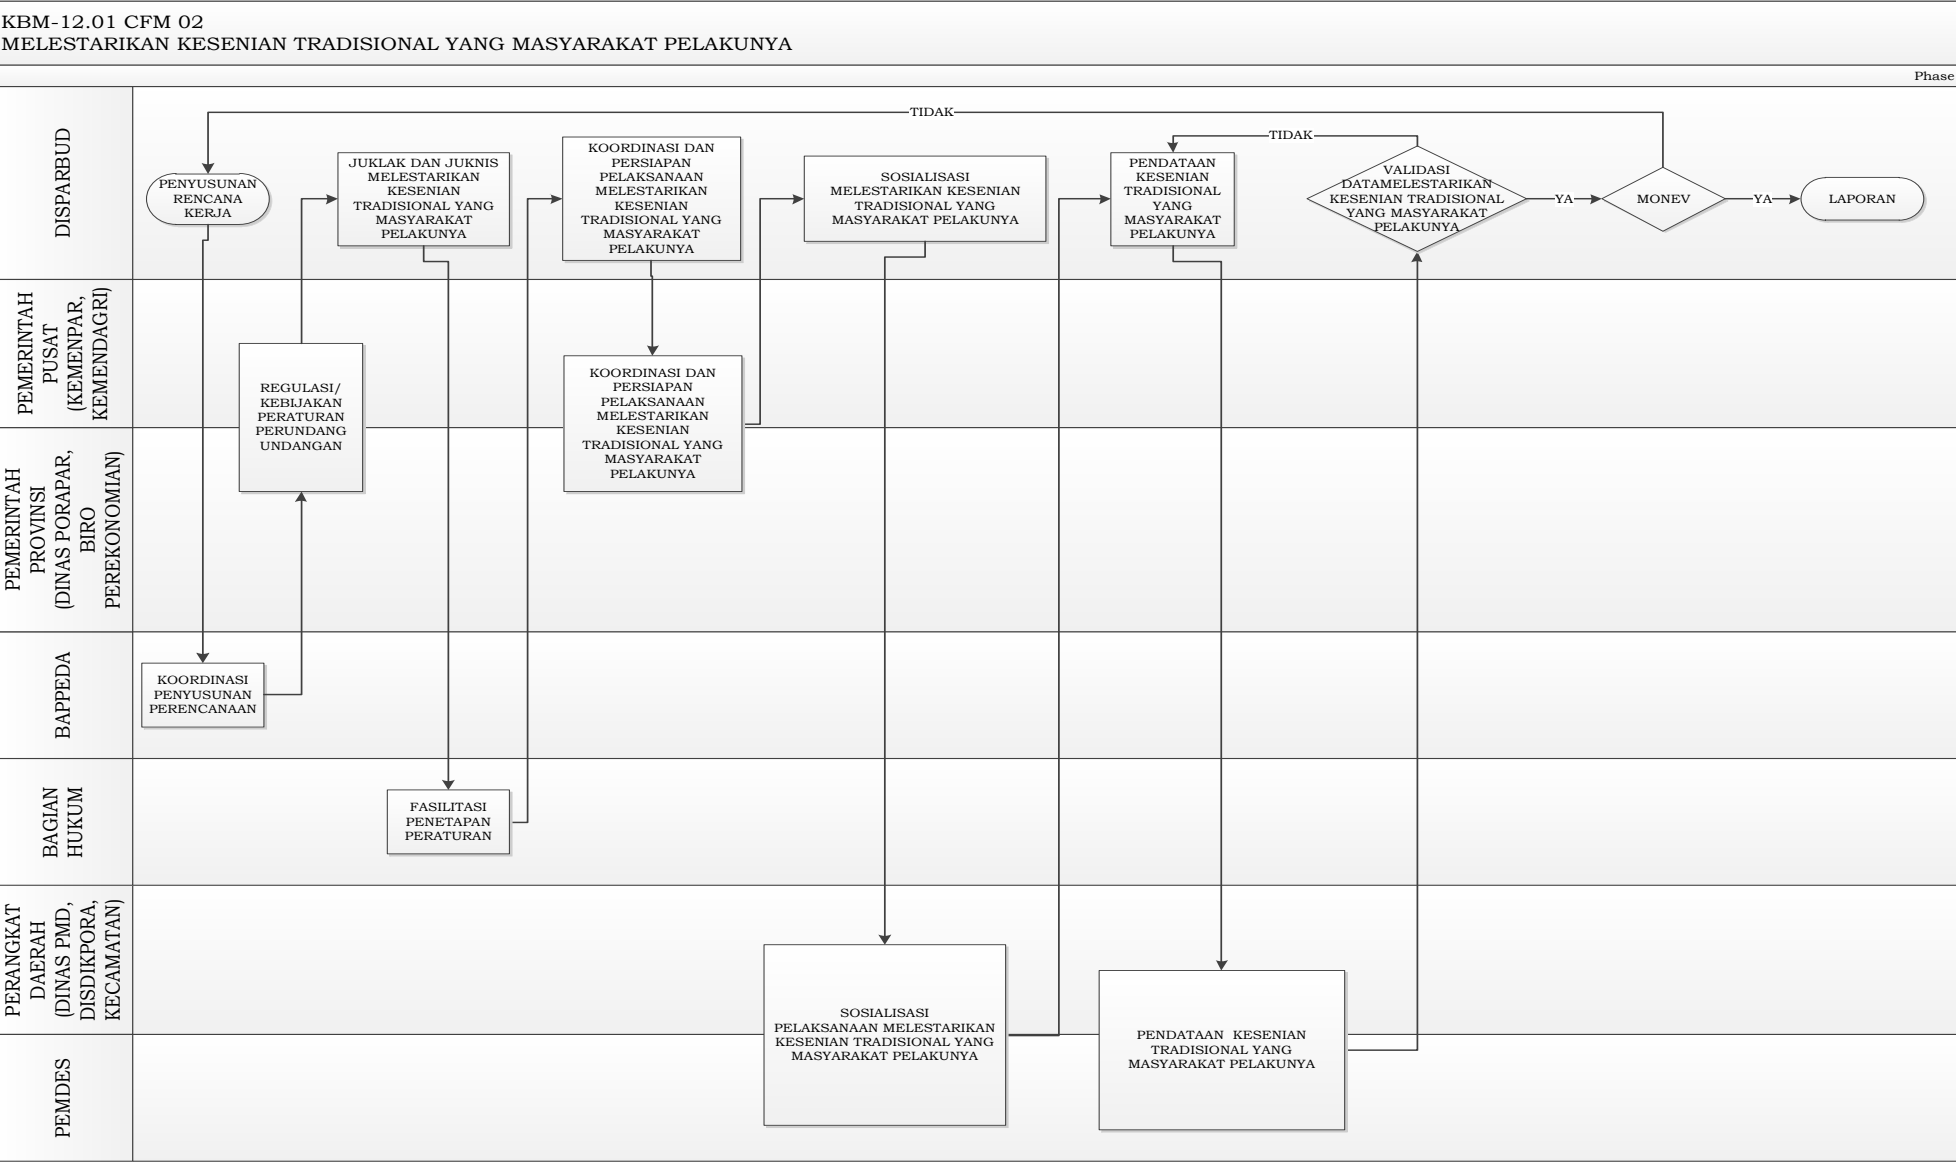 KBM-12.01 CFM 02
MELESTARIKAN KESENIAN TRADISIONAL YANG MASYARAKAT PELAKUNYA
Phase
DISPARBUD
TIDAK
TIDAK
PENYUSUNAN
RENCANA
KERJA
JUKLAK DAN JUKNIS
MELESTARIKAN
KESENIAN
TRADISIONAL YANG
MASYARAKAT
PELAKUNYA
KOORDINASI DAN
PERSIAPAN
PELAKSANAAN
MELESTARIKAN
KESENIAN
TRADISIONAL YANG
MASYARAKAT
PELAKUNYA
SOSIALISASI
MELESTARIKAN KESENIAN
TRADISIONAL YANG
MASYARAKAT PELAKUNYA
PENDATAAN
KESENIAN
TRADISIONAL
YANG
MASYARAKAT
PELAKUNYA
VALIDASI
DATAMELESTARIKAN
KESENIAN TRADISIONAL
YANG MASYARAKAT
PELAKUNYA
YA
MONEV
YA
LAPORAN
PEMERINTAH
PUSAT
(KEMENPAR,
KEMENDAGRI)
REGULASI/
KEBIJAKAN
PERATURAN
PERUNDANG
UNDANGAN
KOORDINASI DAN
PERSIAPAN
PELAKSANAAN
MELESTARIKAN
KESENIAN
TRADISIONAL YANG
MASYARAKAT
PELAKUNYA
PEMERINTAH
PROVINSI
(DINAS PORAPAR,
BIRO
PEREKONOMIAN)
BAPPEDA
KOORDINASI
PENYUSUNAN
PERENCANAAN
BAGIAN
HUKUM
FASILITASI
PENETAPAN
PERATURAN
PERANGKAT
DAERAH
(DINAS PMD,
DISDIKPORA,
KECAMATAN)
SOSIALISASI
PELAKSANAAN MELESTARIKAN
KESENIAN TRADISIONAL YANG
MASYARAKAT PELAKUNYA
PENDATAAN  KESENIAN
TRADISIONAL YANG
MASYARAKAT PELAKUNYA
PEMDES